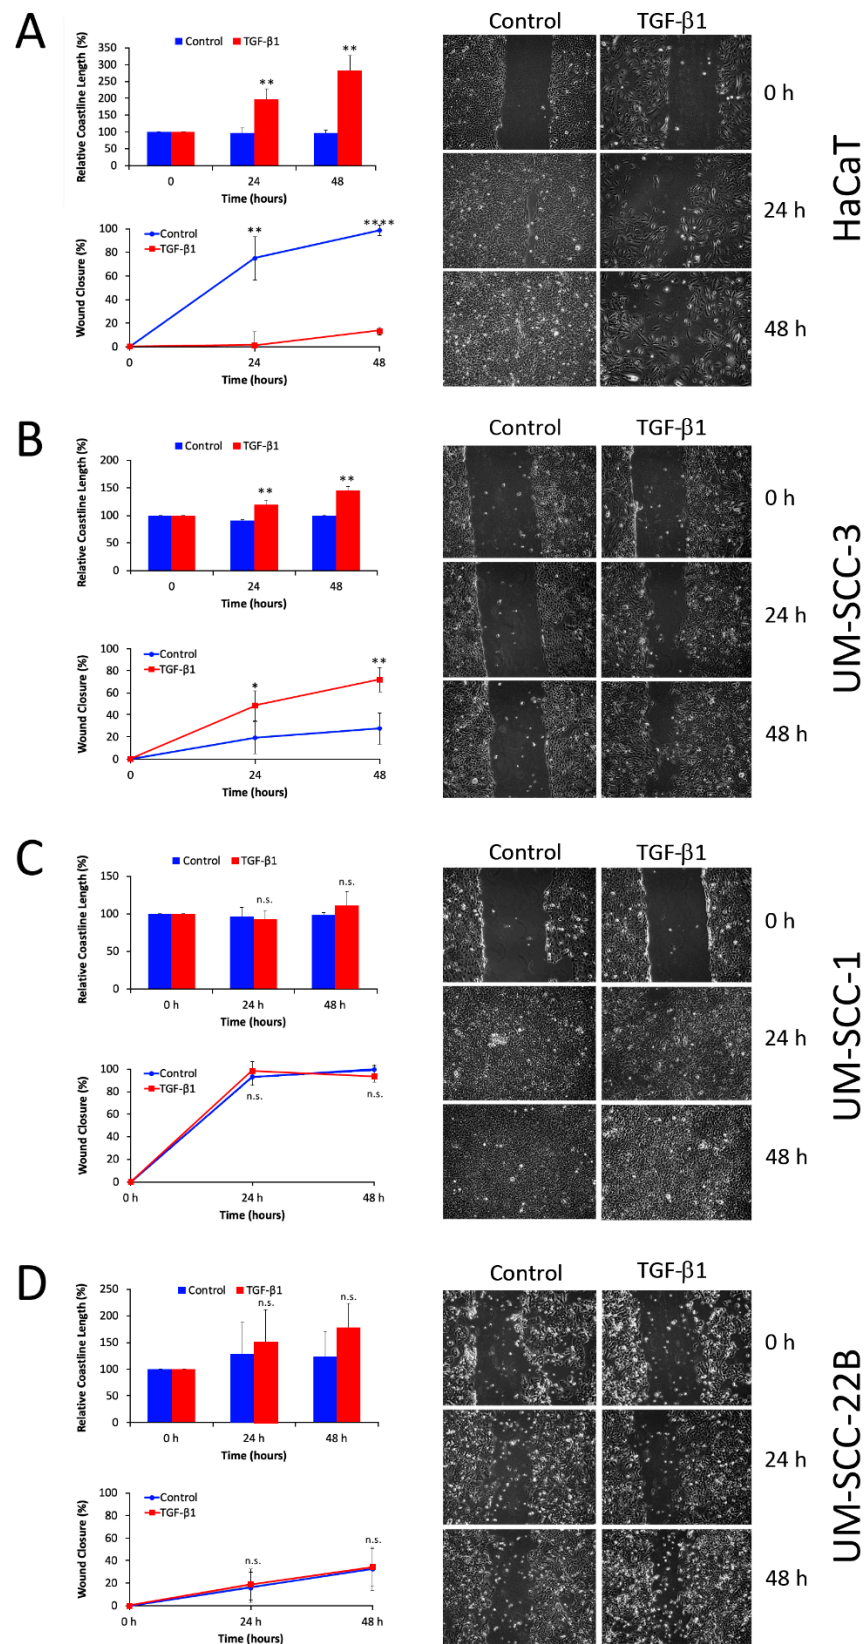 A
Control TGF-β1
Relative Coastline Length (%)
350
300
250
200
150
100
50
0
** **
0 24 48
Time (hours)
Control
TGF-β1
Wound Closure (%)
100
80
60
40
20
0
** ****
0 24 48
Time (hours)
Control TGF-β1
0 h
24 h
48 h
HaCaT
B
Control TGF-β1
Relative Coastline Length (%)
200
150
100
50
0
** **
0 24 48
Time (hours)
Control
TGF-β1
Wound Closure (%)
100
80
60
40
20
0
* **
0 24 48
Time (hours)
Control TGF-β1
0 h
24 h
48 h
UM-SCC-3
C
Control TGF-β1
Relative Coastline Length (%)
150
100
50
0
n.s. n.s.
0 h 24 h 48 h
Time (hours)
Control
TGF-β1
Wound Closure (%)
100
80
60
40
20
0
n.s. n.s.
0 h 24 h 48 h
Time (hours)
Control TGF-β1
0 h
24 h
48 h
UM-SCC-1
D
Control TGF-β1
Relative Coastline Length (%)
250
200
150
100
50
0
n.s. n.s.
0 h 24 h 48 h
Time (hours)
Control
TGF-β1
Wound Closure (%)
100
80
60
40
20
0
n.s. n.s.
0 h 24 h 48 h
Time (hours)
Control TGF-β1
0 h
24 h
48 h
UM-SCC-22B